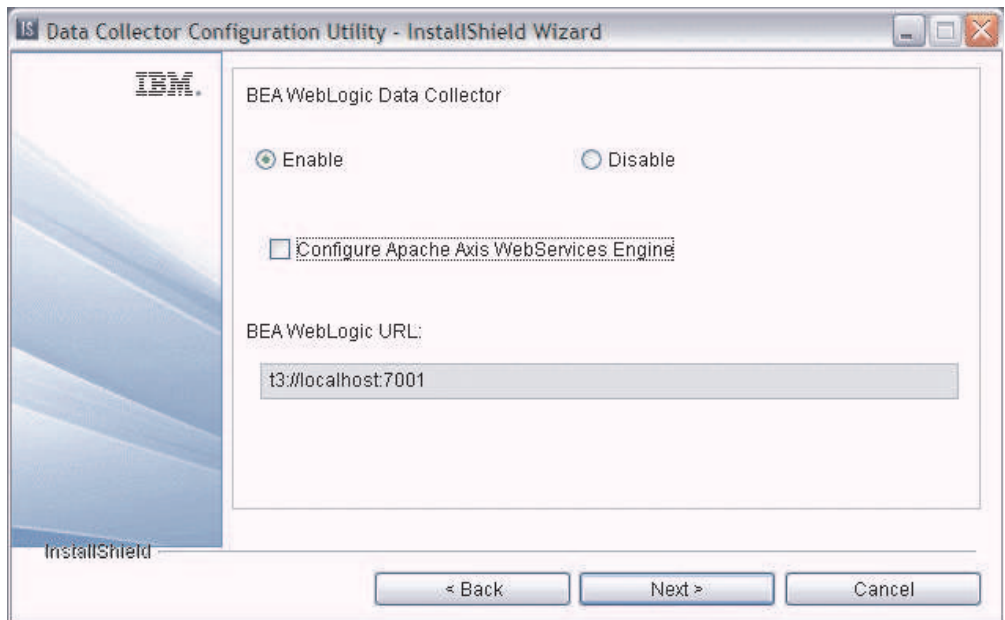 IS Data Collector Configuration Utility - InstallShield Wizard
IBM.
BEA WebLogic Data Collector
Enable Disable
Configure Apache Axis WebServices Engine
BEA WebLogic URL:
t3://localhost:7001
InstallShield
< Back Next > Cancel